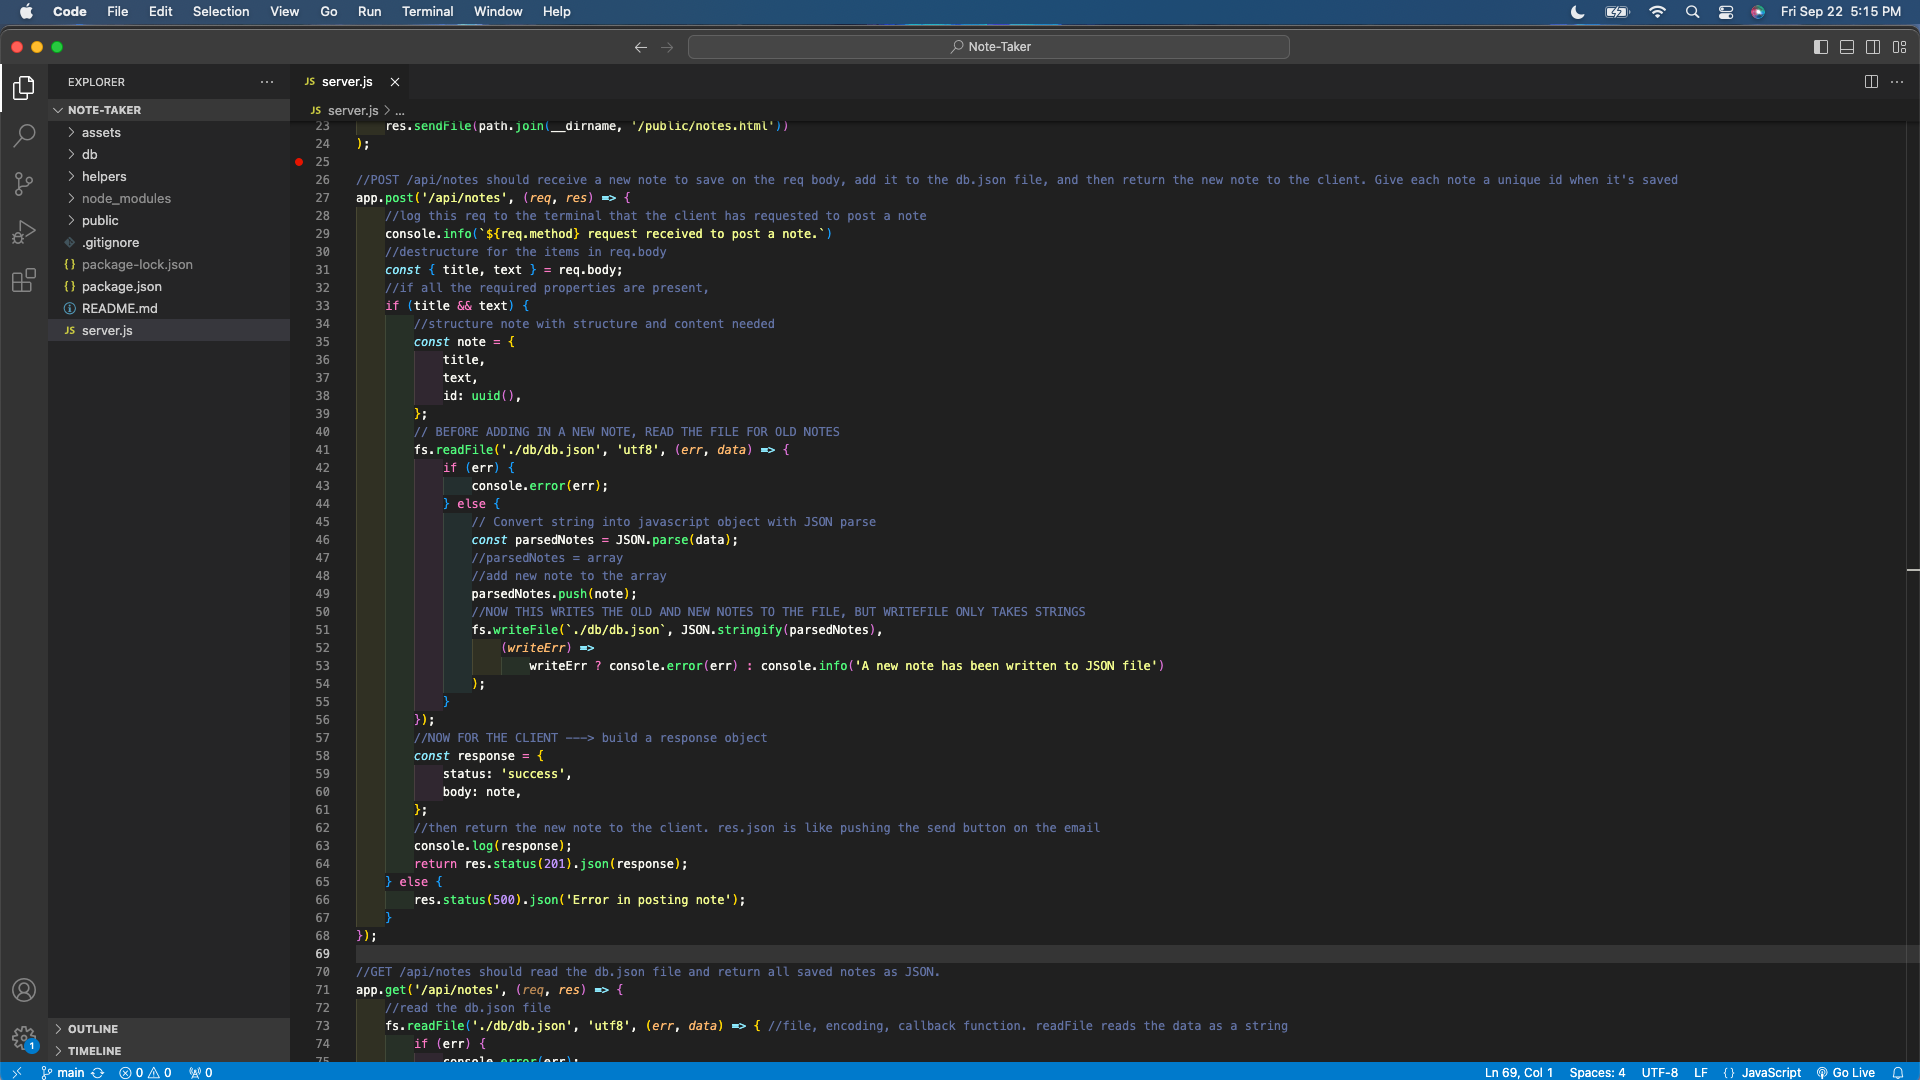 Code File Edit Selection View Go Run Terminal Window Help
Fri Sep 22 5:15 PM
Note-Taker
EXPLORER
NOTE-TAKER
assets
db
helpers
node_modules
public
.gitignore
{} package-lock.json
{} package.json
README.md
JS server.js
OUTLINE
TIMELINE
JS server.js
JS server.js > ...
23 res.sendFile(path.join(__dirname, '/public/notes.html'))
24 );
25
26 //POST /api/notes should receive a new note to save on the req body, add it to the db.json file, and then return the new note to the client. Give each note a unique id when it's saved
27 app.post('/api/notes', (req, res) => {
28 //log this req to the terminal that the client has requested to post a note
29 console.info(`${req.method} request received to post a note.`)
30 //destructure for the items in req.body
31 const { title, text } = req.body;
32 //if all the required properties are present,
33 if (title && text) {
34 //structure note with structure and content needed
35 const note = {
36 title,
37 text,
38 id: uuid(),
39 };
40 // BEFORE ADDING IN A NEW NOTE, READ THE FILE FOR OLD NOTES
41 fs.readFile('./db/db.json', 'utf8', (err, data) => {
42 if (err) {
43 console.error(err);
44 } else {
45 // Convert string into javascript object with JSON parse
46 const parsedNotes = JSON.parse(data);
47 //parsedNotes = array
48 //add new note to the array
49 parsedNotes.push(note);
50 //NOW THIS WRITES THE OLD AND NEW NOTES TO THE FILE, BUT WRITEFILE ONLY TAKES STRINGS
51 fs.writeFile(`./db/db.json`, JSON.stringify(parsedNotes),
52 (writeErr) =>
53 writeErr ? console.error(err) : console.info('A new note has been written to JSON file')
54 );
55 }
56 });
57 //NOW FOR THE CLIENT ---> build a response object
58 const response = {
59 status: 'success',
60 body: note,
61 };
62 //then return the new note to the client. res.json is like pushing the send button on the email
63 console.log(response);
64 return res.status(201).json(response);
65 } else {
66 res.status(500).json('Error in posting note');
67 }
68 });
69
70 //GET /api/notes should read the db.json file and return all saved notes as JSON.
71 app.get('/api/notes', (req, res) => {
72 //read the db.json file
73 fs.readFile('./db/db.json', 'utf8', (err, data) => { //file, encoding, callback function. readFile reads the data as a string
74 if (err) {
75 console.error(err);
1
main 0 0 0
Ln 69, Col 1 Spaces: 4 UTF-8 LF {} JavaScript Go Live